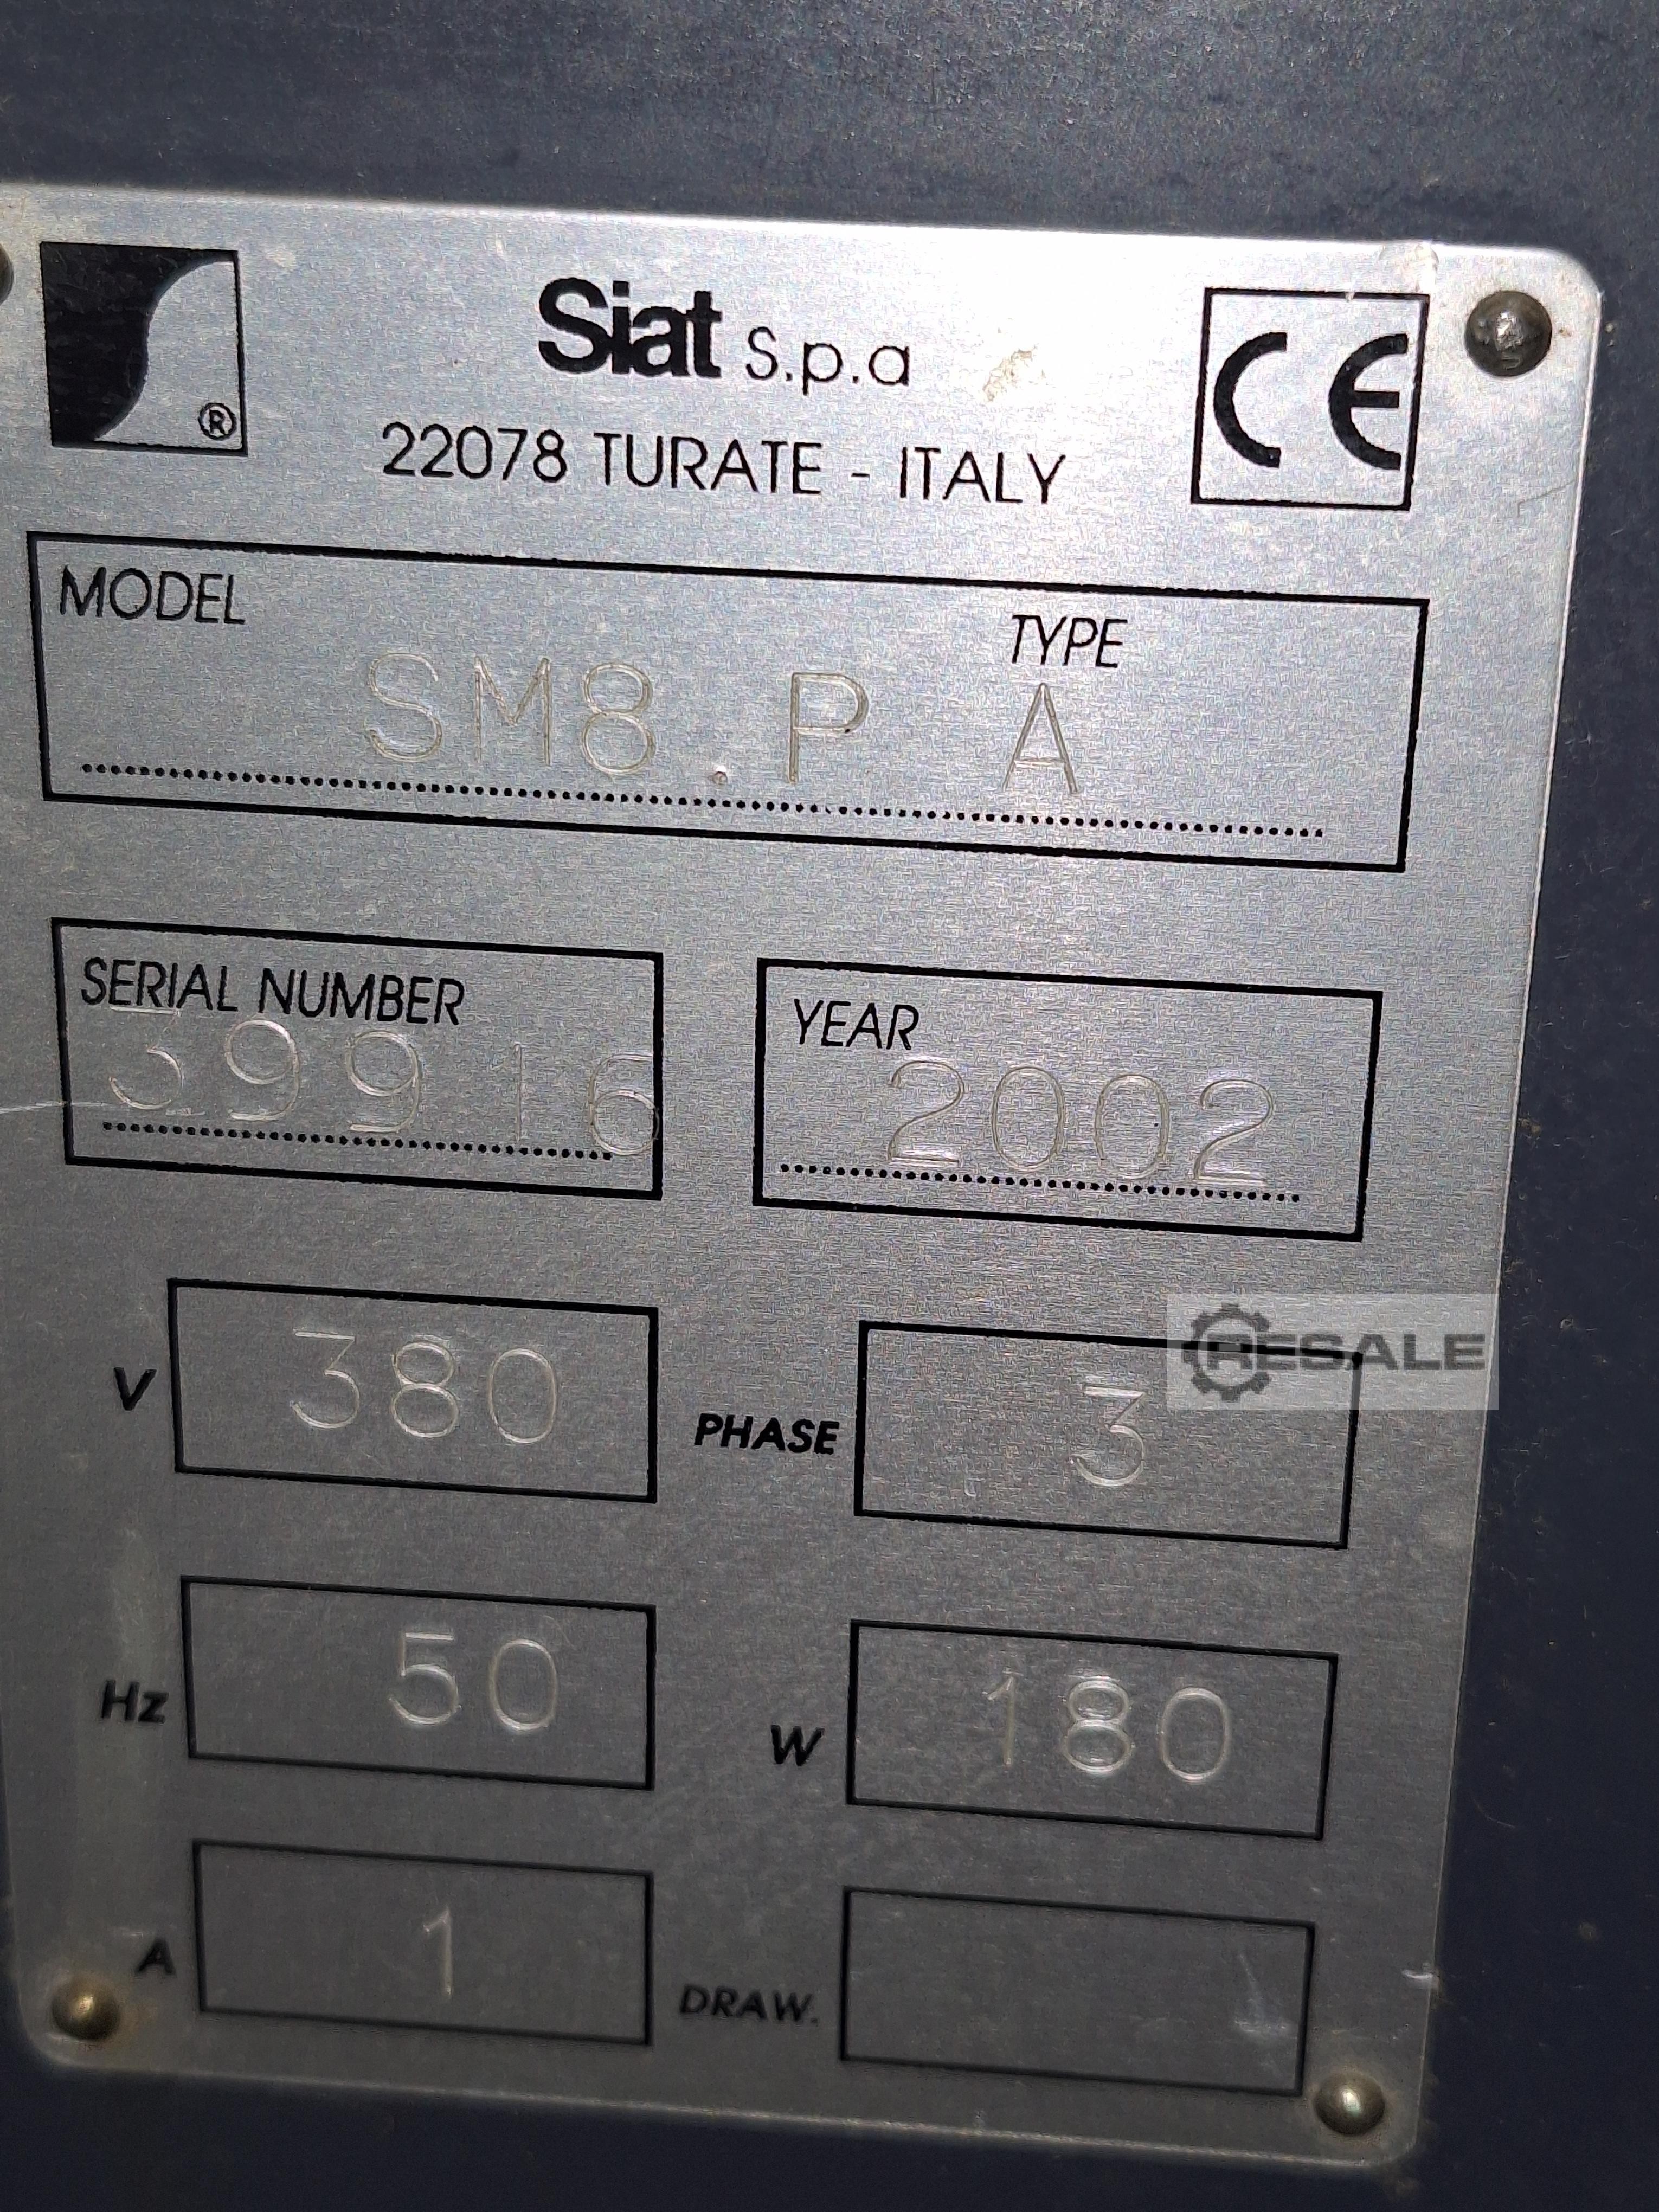 ®
Siat S.p.a
CE
22078 TURATE - ITALY
MODEL
TYPE
SM8.P A
SERIAL NUMBER
39916
YEAR
2002
V
380
PHASE
3
RESALE
Hz
50
W
180
A
1
DRAW.